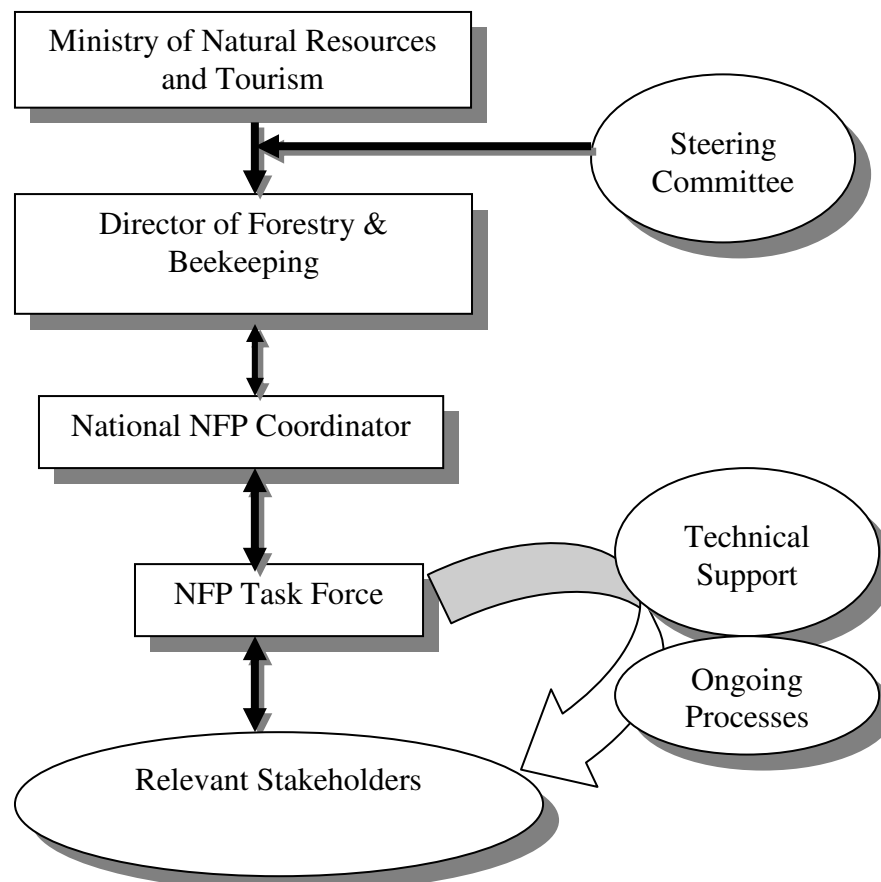 Ministry of Natural Resources
and Tourism
Steering
Committee
Director of Forestry &
Beekeeping
National NFP Coordinator
Technical
Support
NFP Task Force
Ongoing
Processes
Relevant Stakeholders